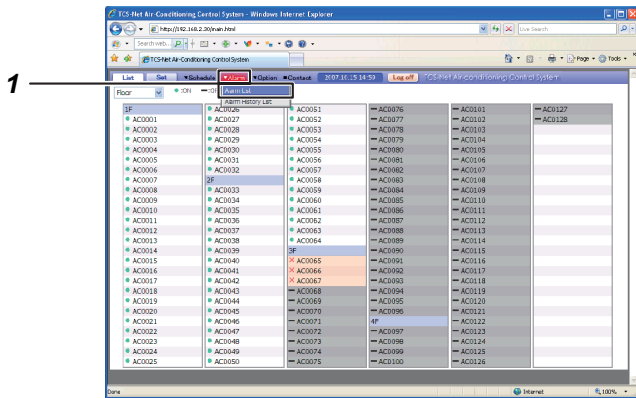 TCS-Net Air-Conditioning Control System - Windows Internet Explorer
http://192.168.2.30/main.html
Live Search
Search web...
TCS-Net Air-Conditioning Control System
Page Tools
1
List Set Schedule Alarm Option Contact 2007.10.15 14:59 Log off TCS-Net Air-conditioning Control System
Floor :ON
Alarm List
Alarm History List
1F
AC0001
AC0002
AC0003
AC0004
AC0005
AC0006
AC0007
AC0008
AC0009
AC0010
AC0011
AC0012
AC0013
AC0014
AC0015
AC0016
AC0017
AC0018
AC0019
AC0020
AC0021
AC0022
AC0023
AC0024
AC0025
AC0026
AC0027
AC0028
AC0029
AC0030
AC0031
AC0032
2F
AC0033
AC0034
AC0035
AC0036
AC0037
AC0038
AC0039
AC0040
AC0041
AC0042
AC0043
AC0044
AC0045
AC0046
AC0047
AC0048
AC0049
AC0050
AC0051
AC0052
AC0053
AC0054
AC0055
AC0056
AC0057
AC0058
AC0059
AC0060
AC0061
AC0062
AC0063
AC0064
3F
AC0065
AC0066
AC0067
AC0068
AC0069
AC0070
AC0071
AC0072
AC0073
AC0074
AC0075
AC0076
AC0077
AC0078
AC0079
AC0080
AC0081
AC0082
AC0083
AC0084
AC0085
AC0086
AC0087
AC0088
AC0089
AC0090
AC0091
AC0092
AC0093
AC0094
AC0095
AC0096
4F
AC0097
AC0098
AC0099
AC0100
AC0101
AC0102
AC0103
AC0104
AC0105
AC0106
AC0107
AC0108
AC0109
AC0110
AC0111
AC0112
AC0113
AC0114
AC0115
AC0116
AC0117
AC0118
AC0119
AC0120
AC0121
AC0122
AC0123
AC0124
AC0125
AC0126
AC0127
AC0128
Done Internet 100%